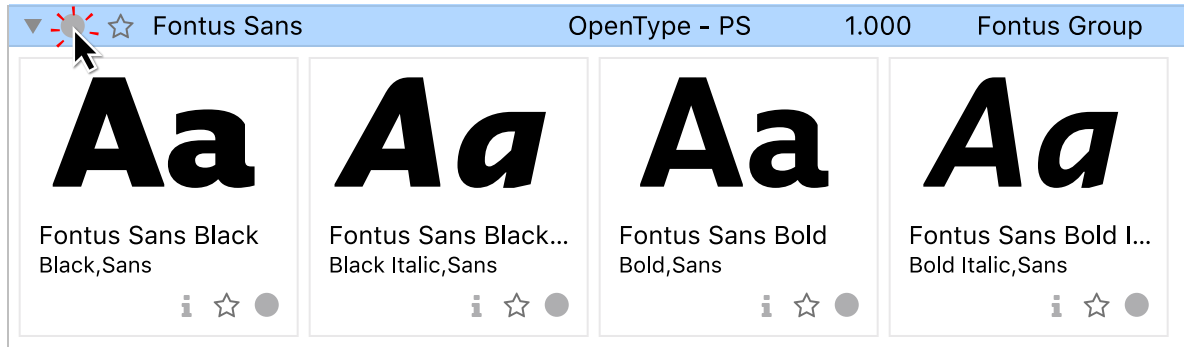 Fontus Sans OpenType - PS 1.000 Fontus Group
Aa Aa Aa Aa
Fontus Sans Black Fontus Sans Black... Fontus Sans Bold Fontus Sans Bold I...
Black,Sans Black Italic,Sans Bold,Sans Bold Italic,Sans